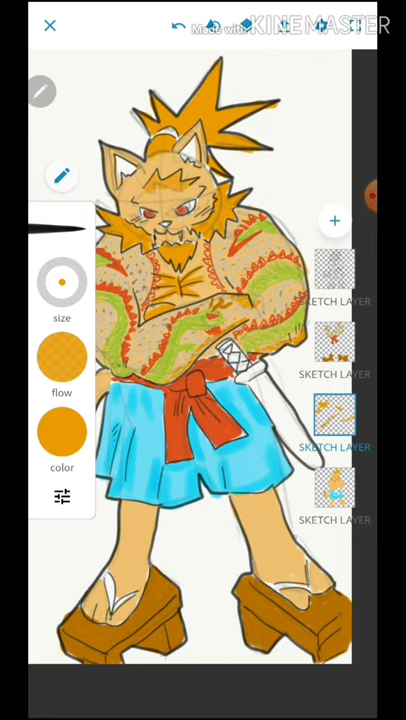 Made with KINEMASTER
SKETCH LAYER
size
SKETCH LAYER
flow
SKETCH LAYER
color
SKETCH LAYER